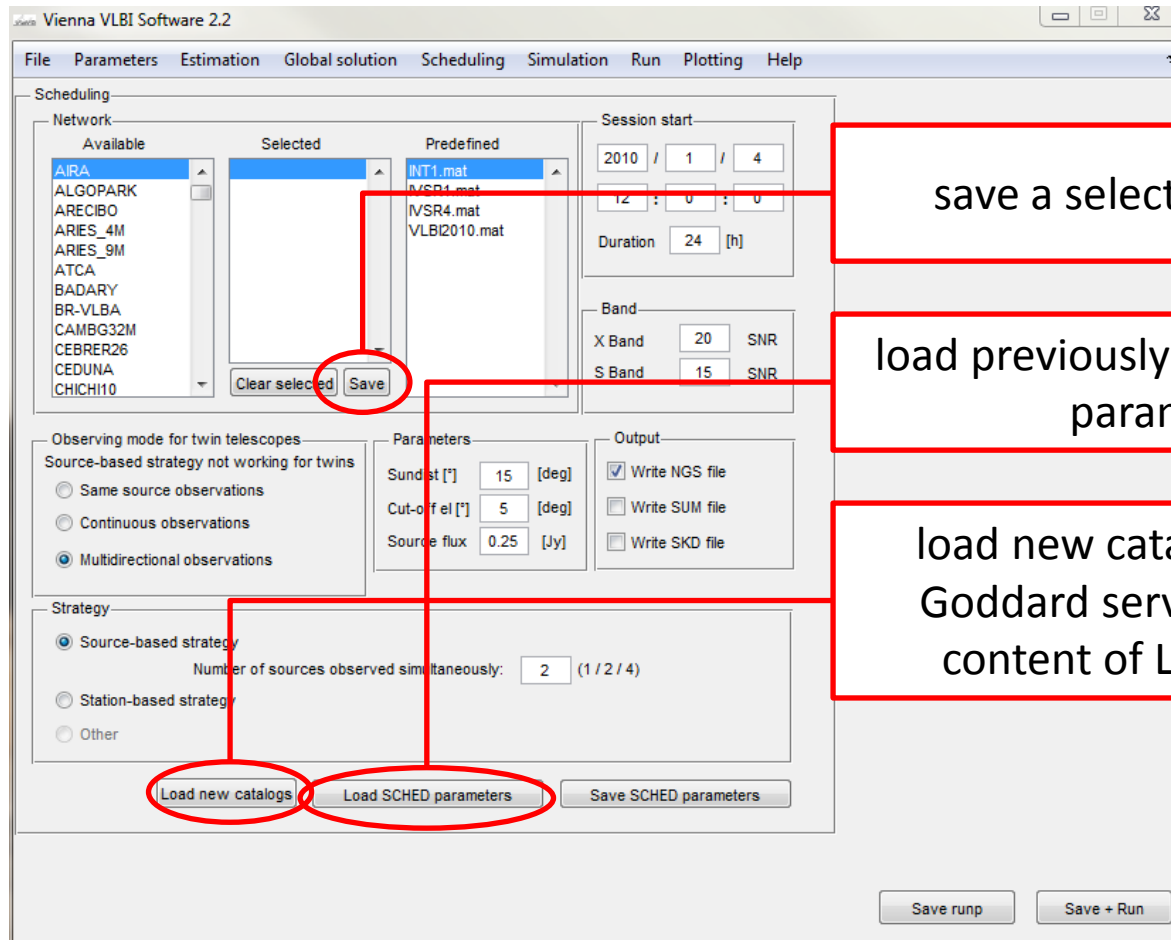 Vienna VLBI Software 2.2
File Parameters Estimation Global solution Scheduling Simulation Run Plotting Help
Scheduling
Network
Available Selected Predefined
AIRA
ALGOPARK
ARECIBO
ARIES_4M
ARIES_9M
ATCA
BADARY
BR-VLBA
CAMBG32M
CEBRER26
CEDUNA
CHICHI10
Clear selected Save
INT1.mat
IVSR1.mat
IVSR4.mat
VLBI2010.mat
Session start
2010 / 1 / 4
12 : 0 : 0
Duration 24 [h]
Band
X Band 20 SNR
S Band 15 SNR
Observing mode for twin telescopes
Source-based strategy not working for twins
Same source observations
Continuous observations
Multidirectional observations
Parameters
Sundist [°] 15 [deg]
Cut-off el [°] 5 [deg]
Source flux 0.25 [Jy]
Output
Write NGS file
Write SUM file
Write SKD file
Strategy
Source-based strategy
Number of sources observed simultaneously: 2 (1 / 2 / 4)
Station-based strategy
Other
Load new catalogs Load SCHED parameters Save SCHED parameters
Save runp Save + Run
save a select
load previously
param
load new cata
Goddard serv
content of L